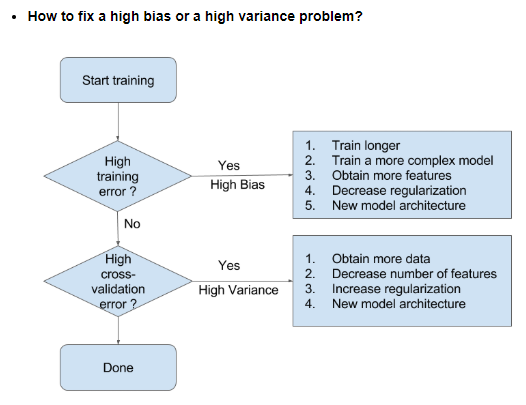 • How to fix a high bias or a high variance problem?
Start training
High
training
error ?
Yes
High Bias
1. Train longer
2. Train a more complex model
3. Obtain more features
4. Decrease regularization
5. New model architecture
No
High
cross-
validation
error ?
Yes
High Variance
1. Obtain more data
2. Decrease number of features
3. Increase regularization
4. New model architecture
Done